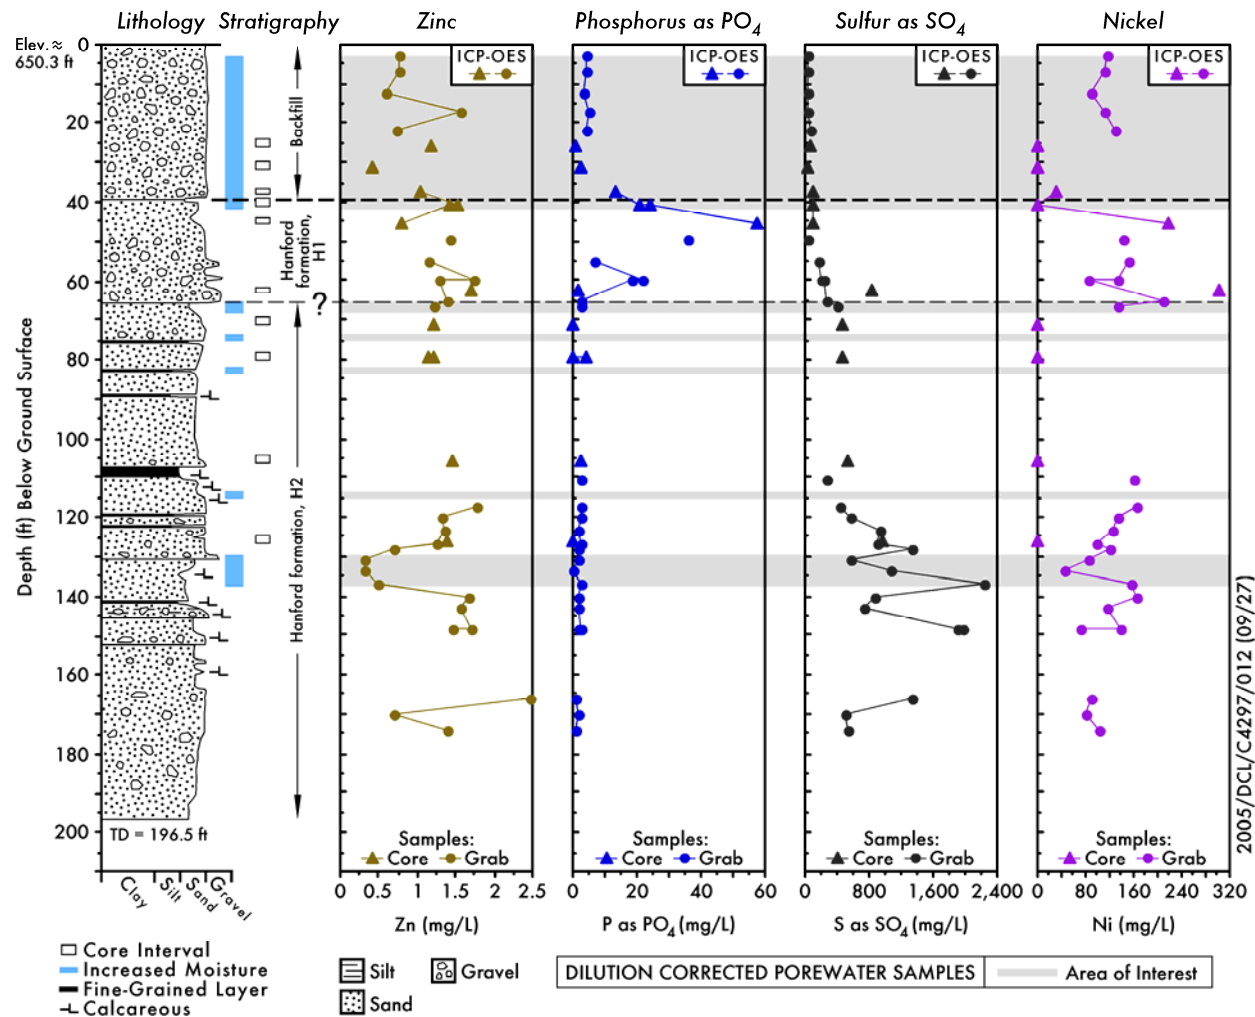 Lithology Stratigraphy Zinc Phosphorus as PO4 Sulfur as SO4 Nickel
Elev. ≈
650.3 ft
0
20
40
60
80
100
120
140
160
180
200
Depth (ft) Below Ground Surface
Backfill
Hanford
formation,
H1
?
Hanford formation, H2
ICP-OES ICP-OES ICP-OES ICP-OES
TD = 196.5 ft
Samples: Samples: Samples: Samples:
Core Grab Core Grab Core Grab Core Grab
Clay Silt Sand Gravel
0 0.5 1 1.5 2 2.5
Zn (mg/L)
0 20 40 60
P as PO4 (mg/L)
0 800 1,600 2,400
S as SO4 (mg/L)
0 80 160 240 320
Ni (mg/L)
2005/DCL/C4297/012 (09/27)
Core Interval
Increased Moisture
Fine-Grained Layer
Calcareous
Silt Gravel
Sand
DILUTION CORRECTED POREWATER SAMPLES Area of Interest